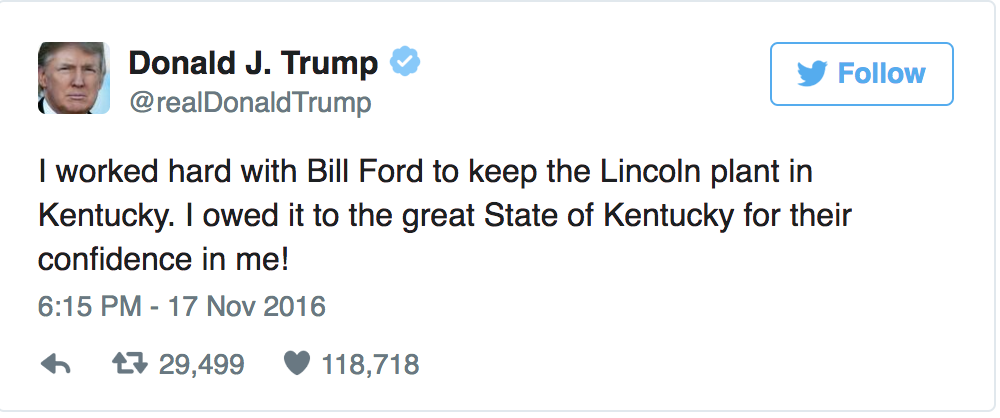 Donald J. Trump
@realDonaldTrump
Follow
I worked hard with Bill Ford to keep the Lincoln plant in
Kentucky. I owed it to the great State of Kentucky for their
confidence in me!
6:15 PM - 17 Nov 2016
29,499 118,718